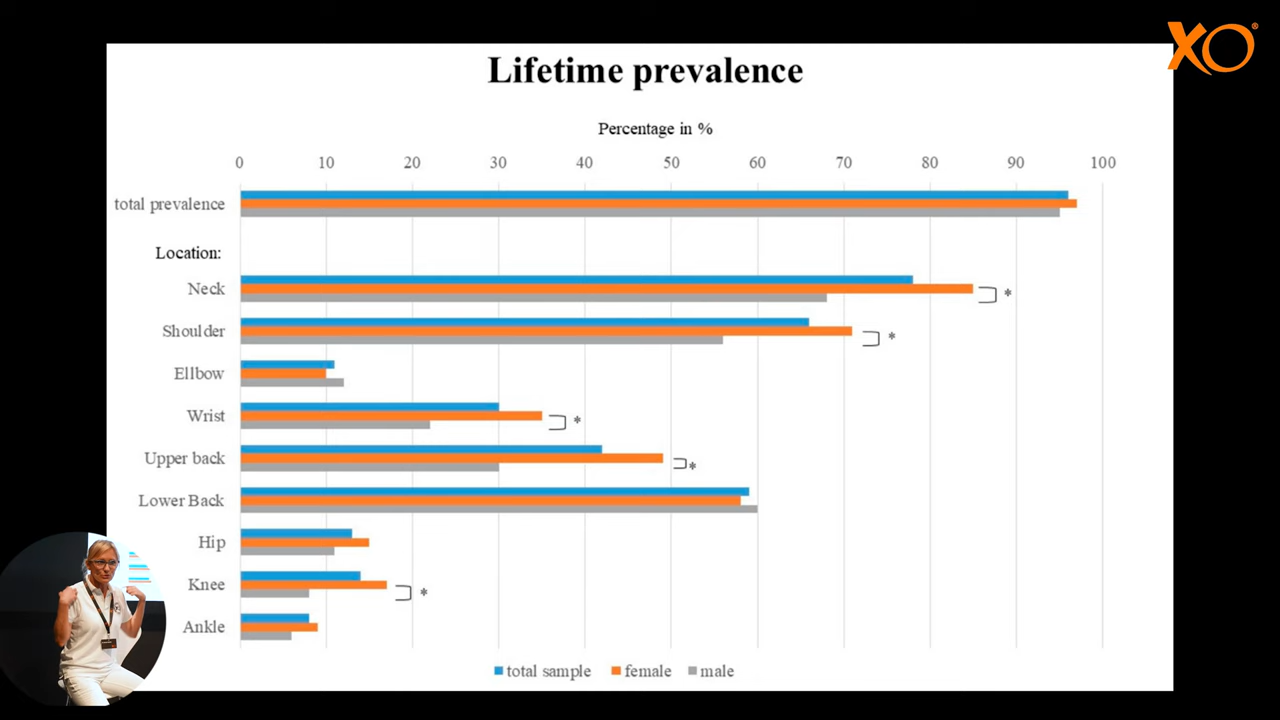 XO®
Lifetime prevalence
Percentage in %
0 10 20 30 40 50 60 70 80 90 100
total prevalence
Location:
Neck *
Shoulder *
Ellbow
Wrist *
Upper back *
Lower Back
Hip
Knee *
Ankle
total sample female male